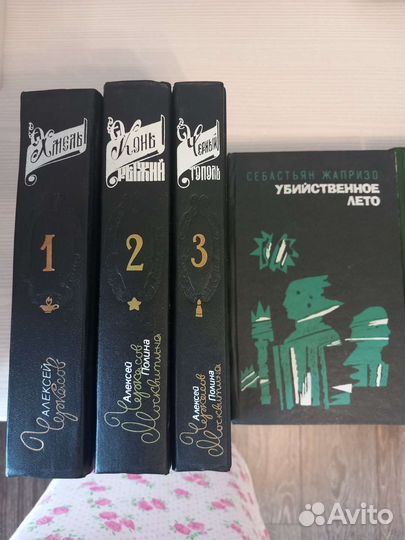 Хмель
1
АЛЕКСЕЙ
Черкасов
Конь
рыжий
2
Алексей
Черкасов
Полина
Москвитина
Черный
тополь
3
Алексей
Черкасов
Полина
Москвитина
СЕБАСТЬЯН ЖАПРИЗО
УБИЙСТВЕННОЕ
ЛЕТО
Avito